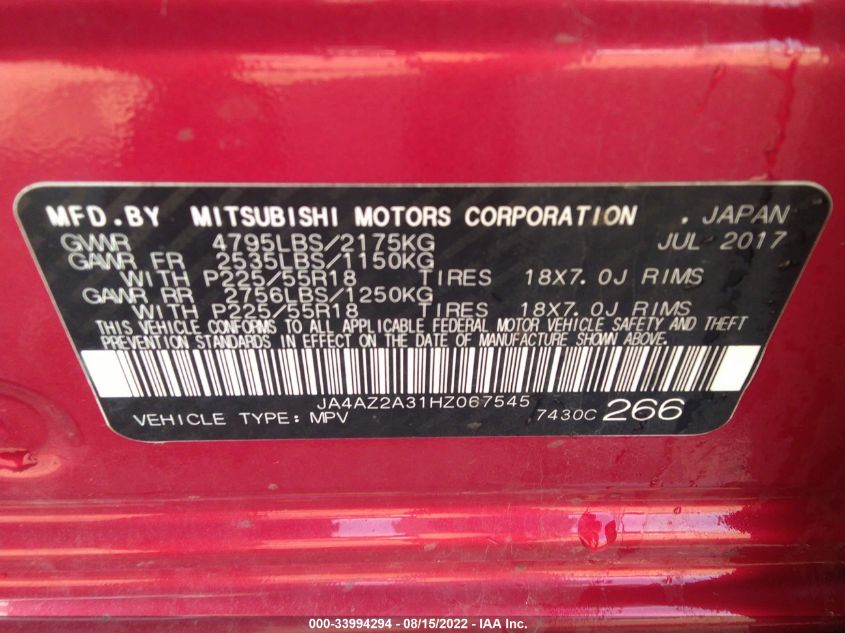 MFD.BY MITSUBISHI MOTORS CORPORATION . JAPAN
GVWR 4795LBS/2175KG JUL 2017
GAWR FR 2535LBS/1150KG
WITH P225/55R18 TIRES 18X7.0J RIMS
GAWR RR 2756LBS/1250KG
WITH P225/55R18 TIRES 18X7.0J RIMS
THIS VEHICLE CONFORMS TO ALL APPLICABLE FEDERAL MOTOR VEHICLE SAFETY AND THEFT
PREVENTION STANDARDS IN EFFECT ON THE DATE OF MANUFACTURE SHOWN ABOVE.
JA4AZ2A31HZ067545
VEHICLE TYPE: MPV 7430C 266
000-33994294 - 08/15/2022 - IAA Inc.